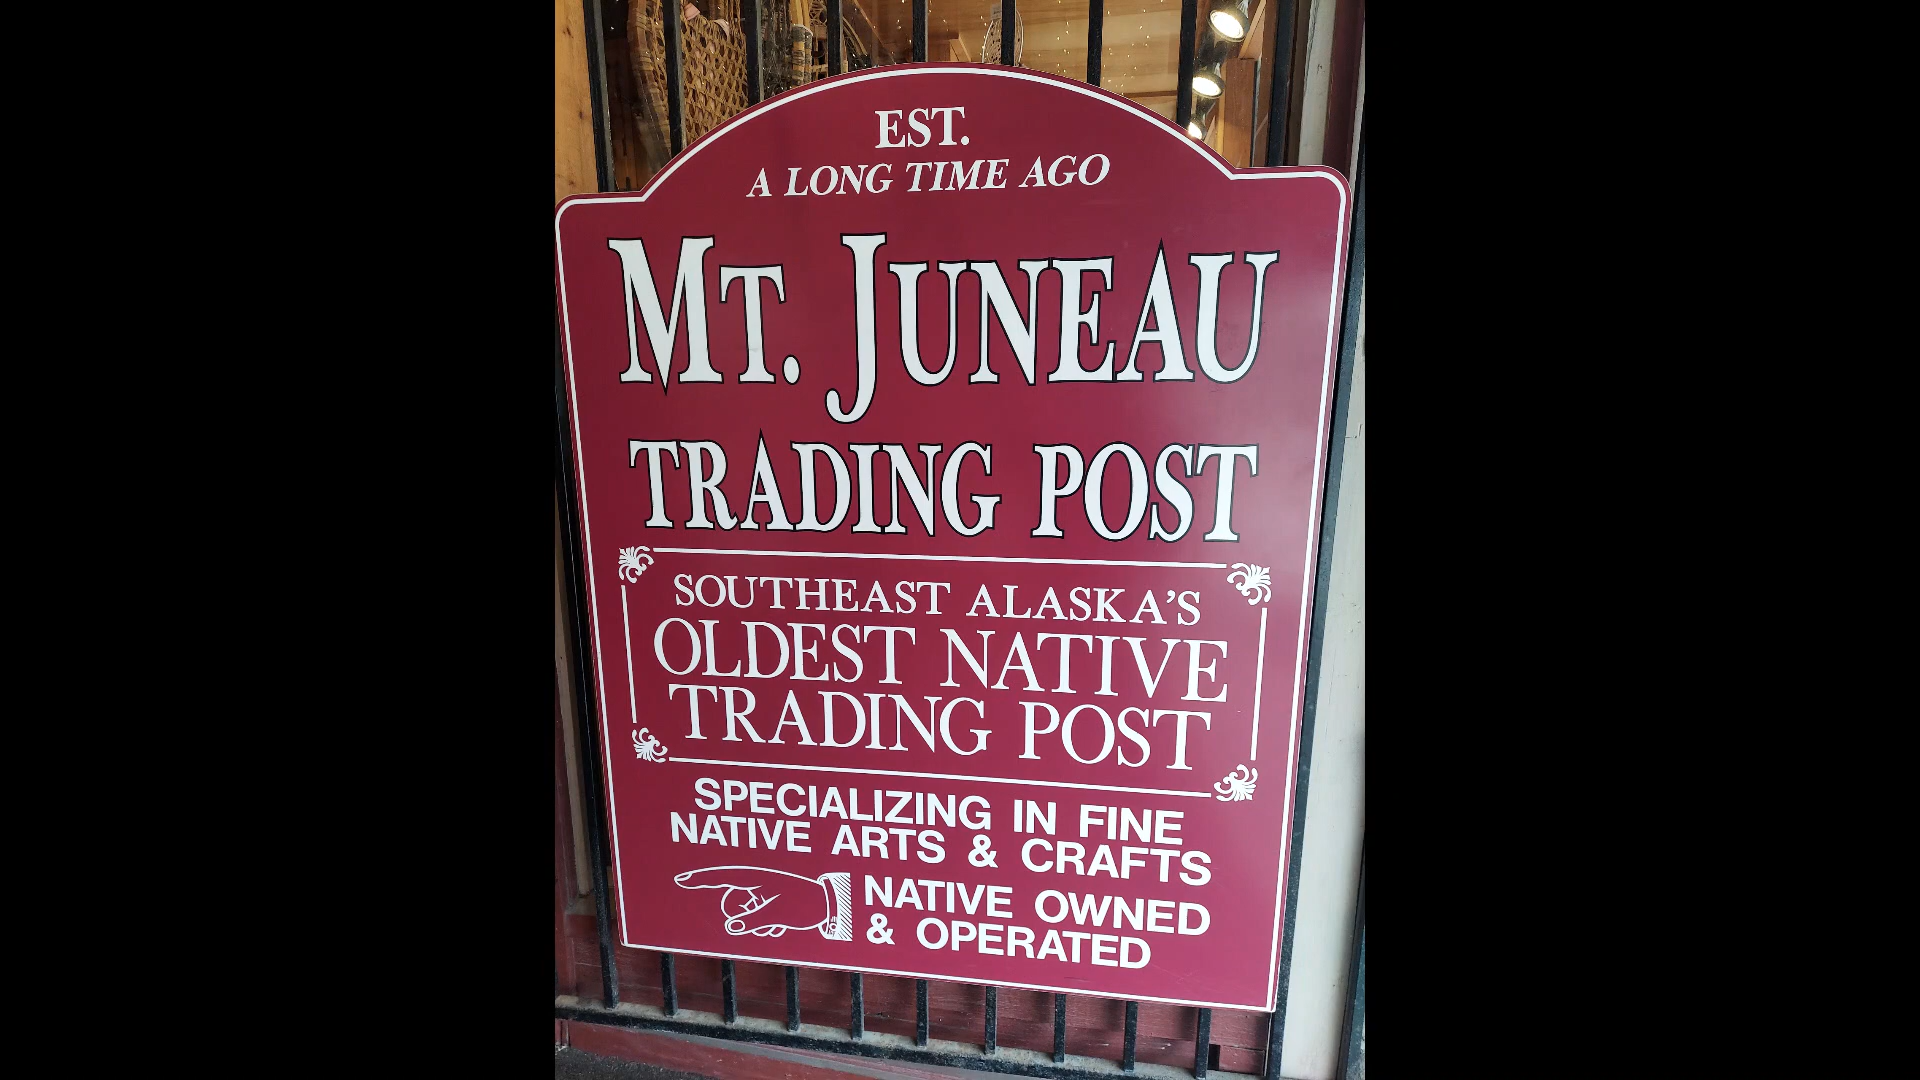 EST.
A LONG TIME AGO
MT. JUNEAU
TRADING POST
SOUTHEAST ALASKA'S
OLDEST NATIVE
TRADING POST
SPECIALIZING IN FINE
NATIVE ARTS & CRAFTS
NATIVE OWNED
& OPERATED